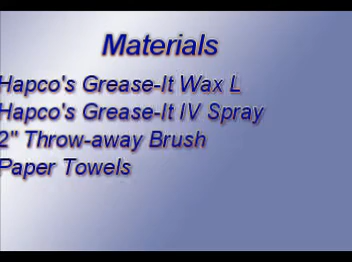 Materials
Hapco's Grease-It Wax L
Hapco's Grease-It IV Spray
2" Throw-away Brush
Paper Towels